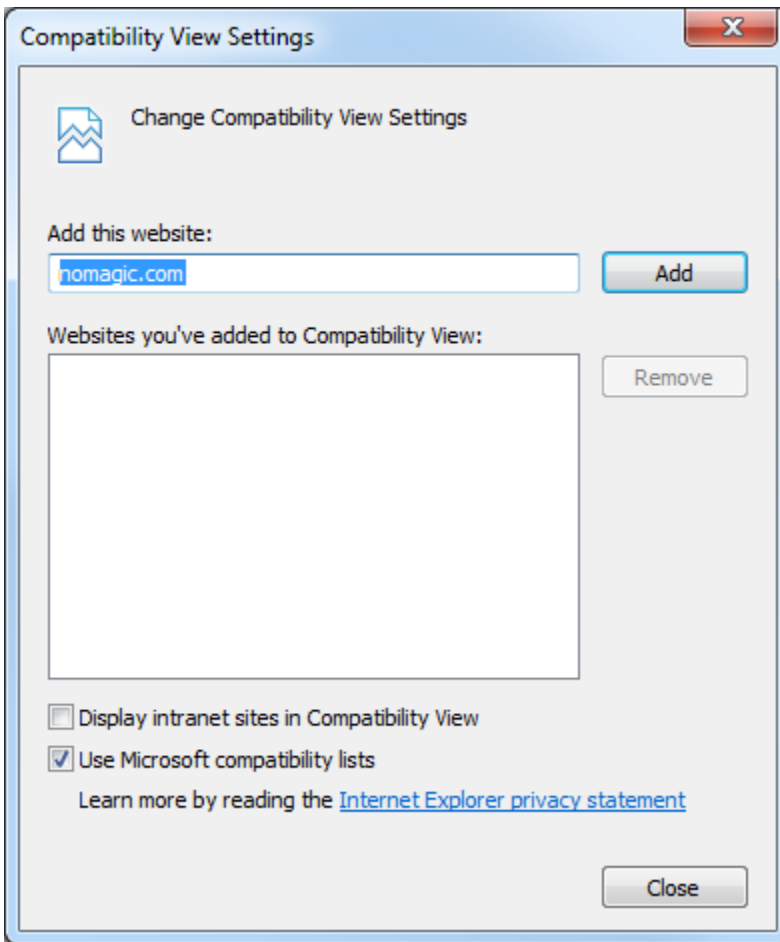 Compatibility View Settings
Change Compatibility View Settings
Add this website:
nomagic.com
Add
Websites you've added to Compatibility View:
Remove
Display intranet sites in Compatibility View
Use Microsoft compatibility lists
Learn more by reading the Internet Explorer privacy statement
Close